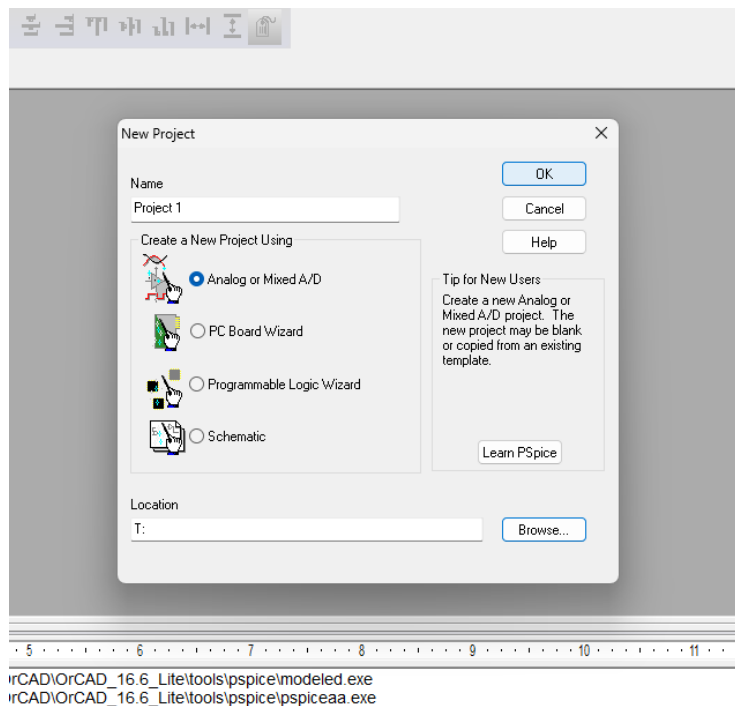 New Project
Name
OK
Project 1
Cancel
Create a New Project Using
Help
Analog or Mixed A/D
Tip for New Users
Create a new Analog or
Mixed A/D project. The
new project may be blank
or copied from an existing
template.
PC Board Wizard
Programmable Logic Wizard
Schematic
Learn PSpice
Location
T:
Browse...
5 6 7 8 9 10 11
rCAD\OrCAD_16.6_Lite\tools\pspice\modeled.exe
rCAD\OrCAD_16.6_Lite\tools\pspice\pspiceaa.exe